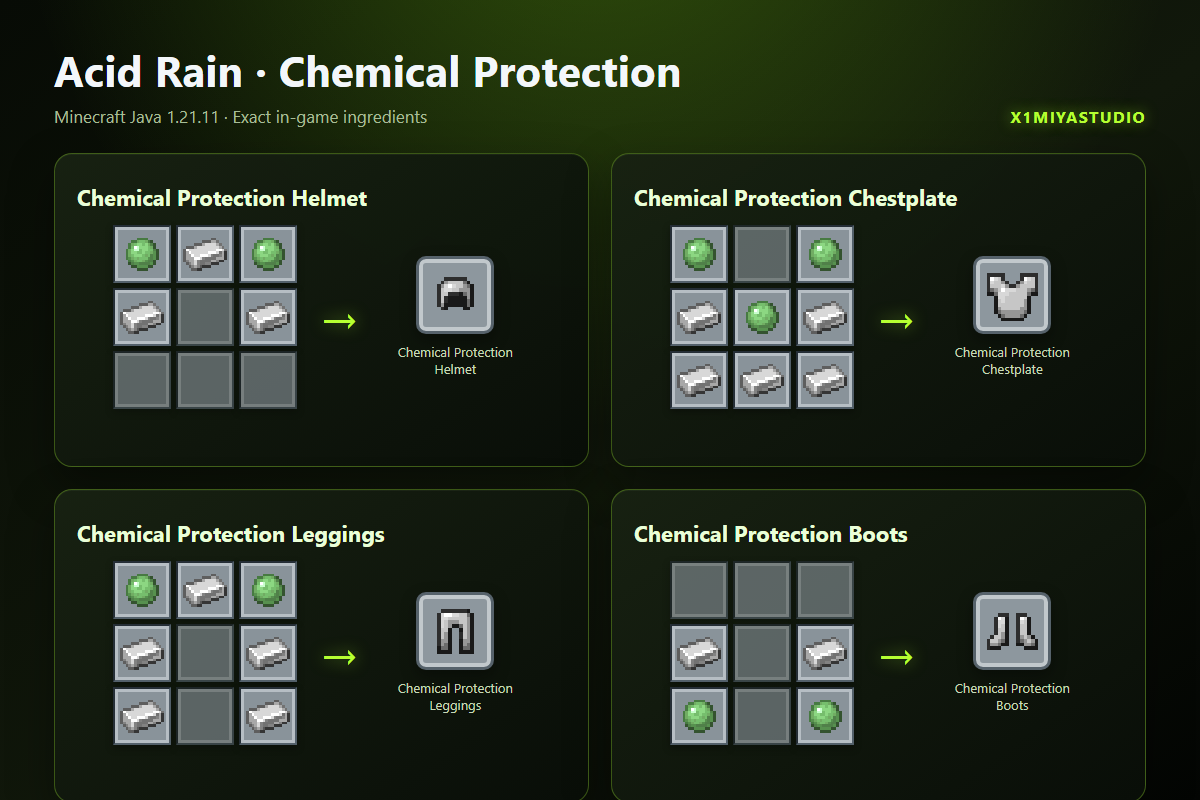 Acid Rain · Chemical Protection
Minecraft Java 1.21.11 · Exact in-game ingredients
X1MIYASTUDIO
Chemical Protection Helmet
Chemical Protection
Helmet
Chemical Protection Chestplate
Chemical Protection
Chestplate
Chemical Protection Leggings
Chemical Protection
Leggings
Chemical Protection Boots
Chemical Protection
Boots